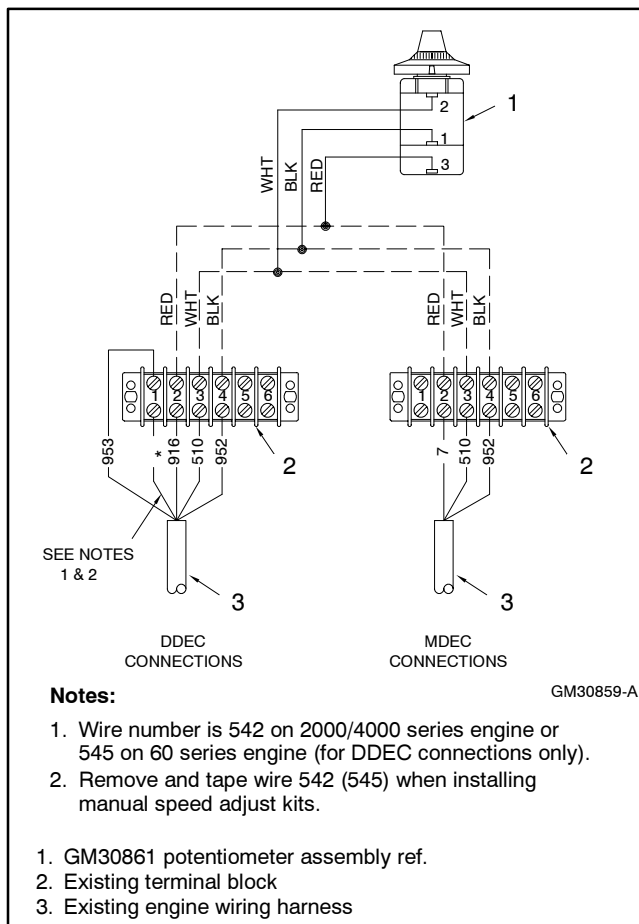 2
1
3
1
WHT
BLK
RED
RED
WHT
BLK
RED
WHT
BLK
1 2 3 4 5 6
1 2 3 4 5 6
953
*
916
510
952
2
7
510
952
2
SEE NOTES
1 & 2
3
3
DDEC
CONNECTIONS
MDEC
CONNECTIONS
GM30859-A
Notes:
1. Wire number is 542 on 2000/4000 series engine or
545 on 60 series engine (for DDEC connections only).
2. Remove and tape wire 542 (545) when installing
manual speed adjust kits.
1. GM30861 potentiometer assembly ref.
2. Existing terminal block
3. Existing engine wiring harness